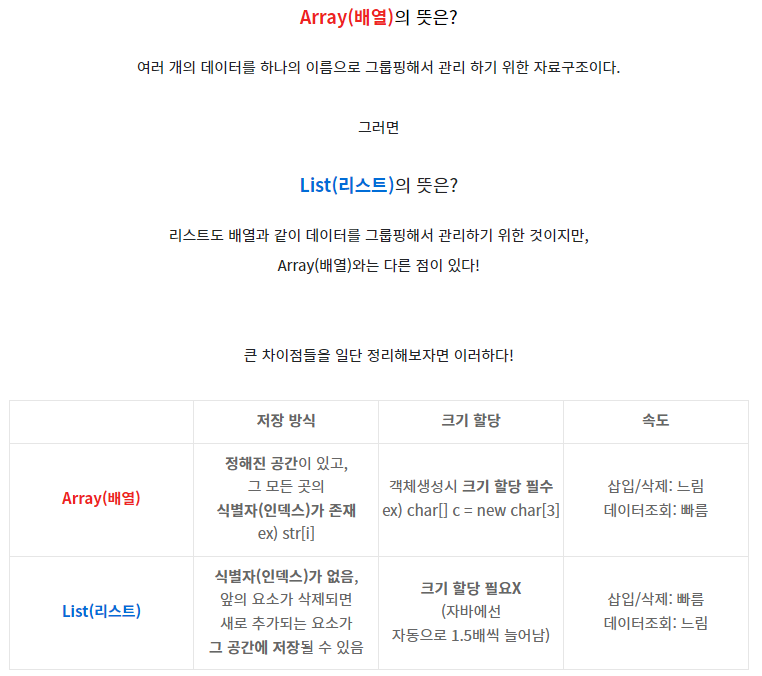 Array(배열)의 뜻은?
여러 개의 데이터를 하나의 이름으로 그룹핑해서 관리 하기 위한 자료구조이다.
그러면
List(리스트)의 뜻은?
리스트도 배열과 같이 데이터를 그룹핑해서 관리하기 위한 것이지만,
Array(배열)와는 다른 점이 있다!
큰 차이점들을 일단 정리해보자면 이러하다!
저장 방식
크기 할당
속도
Array(배열)
정해진 공간이 있고,
그 모든 곳의
식별자(인덱스)가 존재
ex) str[i]
객체생성시 크기 할당 필수
ex) char[] c = new char[3]
삽입/삭제: 느림
데이터조회: 빠름
List(리스트)
식별자(인덱스)가 없음,
앞의 요소가 삭제되면
새로 추가되는 요소가
그 공간에 저장될 수 있음
크기 할당 필요X
(자바에선
자동으로 1.5배씩 늘어남)
삽입/삭제: 빠름
데이터조회: 느림